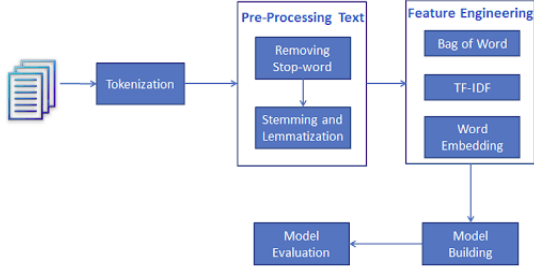 Tokenization
Pre-Processing Text
Removing
Stop-word
Stemming and
Lemmatization
Feature Engineering
Bag of Word
TF-IDF
Word
Embedding
Model
Building
Model
Evaluation